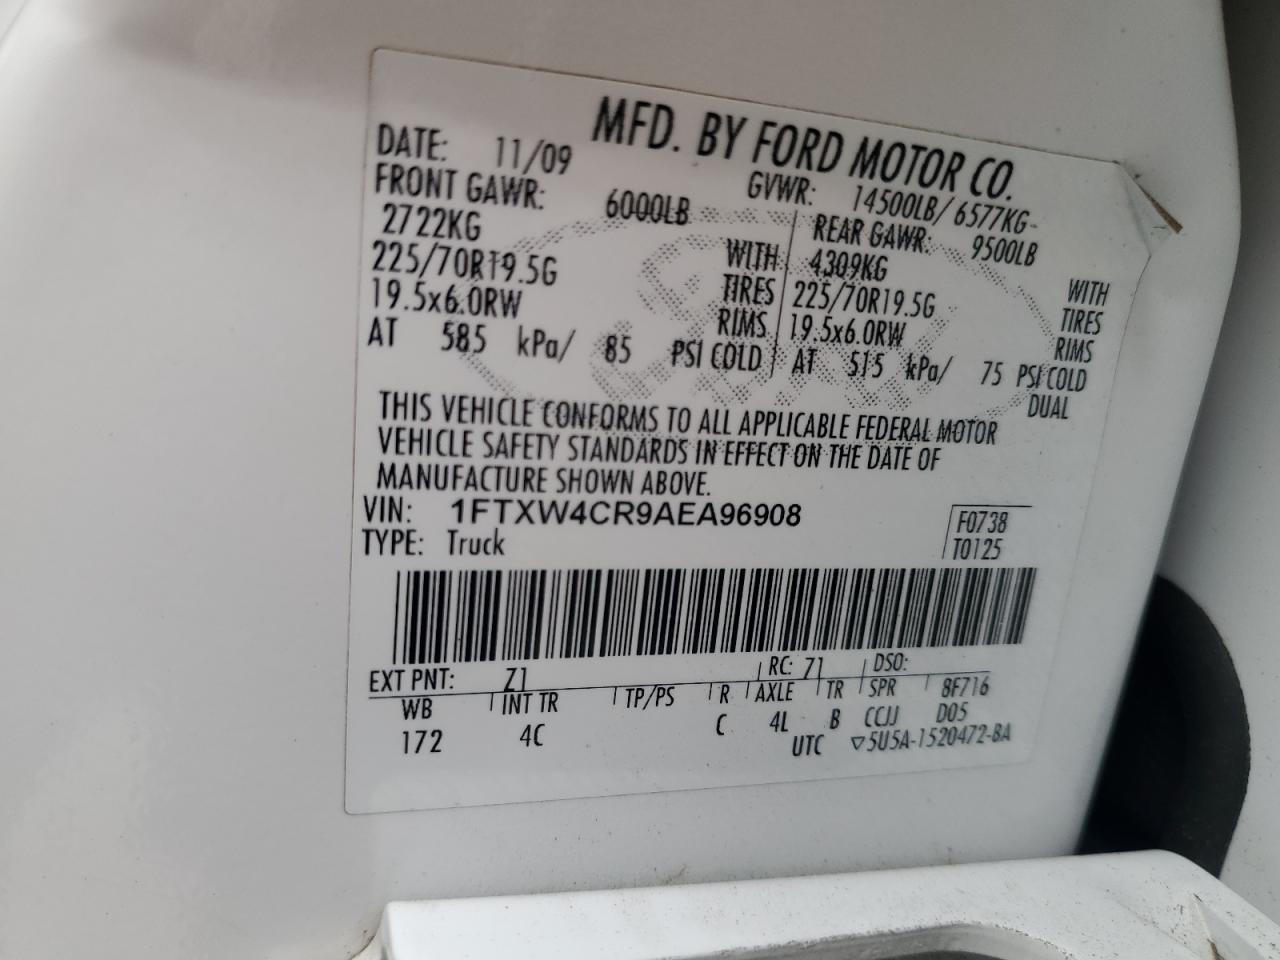 MFD. BY FORD MOTOR CO.
DATE: 11/09 GVWR: 14500LB/ 6577KG
FRONT GAWR: 6000LB REAR GAWR: 9500LB
2722KG WITH 4309KG WITH
225/70R19.5G TIRES 225/70R19.5G TIRES
19.5x6.0RW RIMS 19.5x6.0RW RIMS
AT 585 kPa/ 85 PSI COLD AT 515 kPa/ 75 PSI COLD
DUAL
THIS VEHICLE CONFORMS TO ALL APPLICABLE FEDERAL MOTOR
VEHICLE SAFETY STANDARDS IN EFFECT ON THE DATE OF
MANUFACTURE SHOWN ABOVE.
VIN: 1FTXW4CR9AEA96908 F0738
TYPE: Truck T0125
EXT PNT: Z1 RC: 71 DSO:
WB INT TR TP/PS R AXLE TR SPR 8F716
172 4C C 4L B CCJJ D05
UTC ▽5U5A-1520472-BA